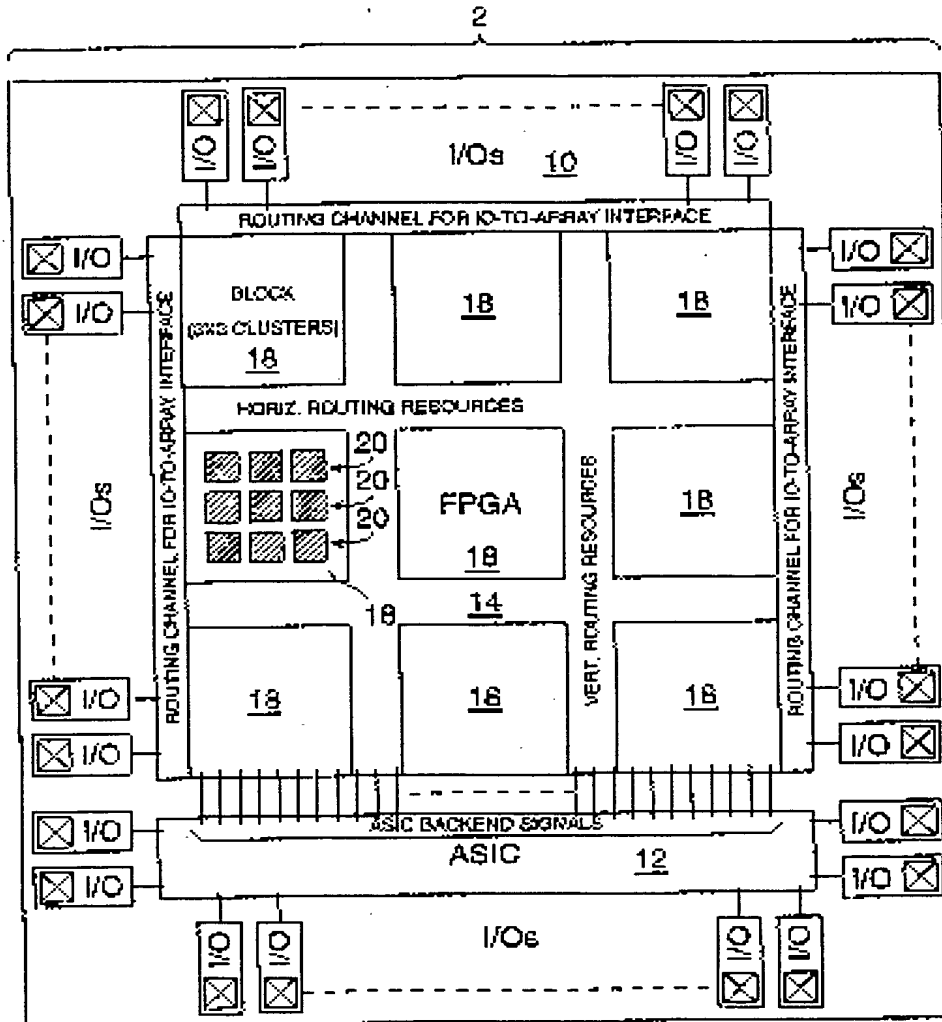 2
I/O I/O I/O I/O
I/Os 10
ROUTING CHANNEL FOR IO-TO-ARRAY INTERFACE
I/O I/O
I/O I/O
BLOCK
(3X3 CLUSTERS)
18 18 18
HORIZ. ROUTING RESOURCES
20
20
20
FPGA
18 18
18
14
VERT. ROUTING RESOURCES
ROUTING CHANNEL FOR IO-TO-ARRAY INTERFACE
ROUTING CHANNEL FOR IO-TO-ARRAY INTERFACE
I/Os I/Os
18 18 18
I/O I/O
I/O I/O
ASIC BACKEND SIGNALS
ASIC 12
I/O I/O
I/O I/O
I/O I/O I/O I/O
I/Os